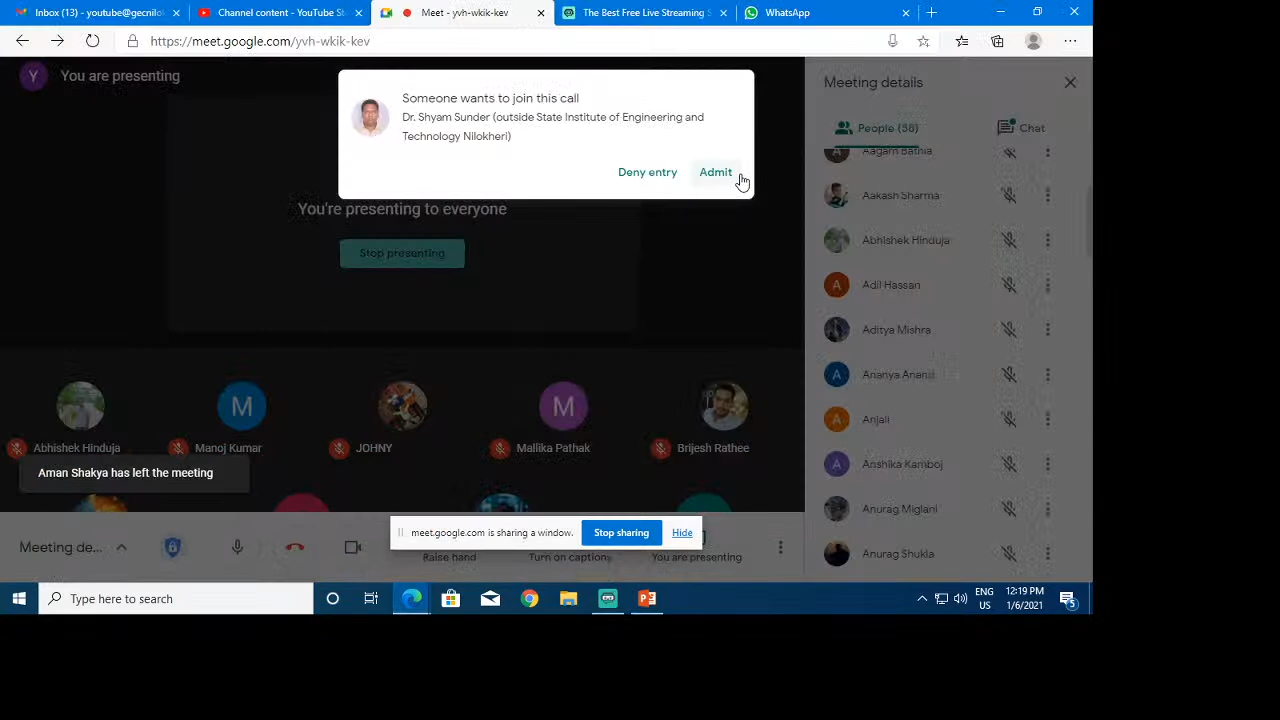 Inbox (13) - youtube@gecnilok
Channel content - YouTube St
Meet - yvh-wkik-kev
The Best Free Live Streaming S
WhatsApp
https://meet.google.com/yvh-wkik-kev
Y
You are presenting
Someone wants to join this call
Dr. Shyam Sunder (outside State Institute of Engineering and
Technology Nilokheri)
Deny entry
Admit
You're presenting to everyone
Stop presenting
Meeting details
People (38)
Chat
Aagam Bathla
Aakash Sharma
Abhishek Hinduja
A
Adil Hassan
Aditya Mishra
A
Ananya Anansi
A
Anjali
A
Anshika Kamboj
Anurag Miglani
Anurag Shukla
M
M
Abhishek Hinduja
Manoj Kumar
JOHNY
Mallika Pathak
Brijesh Rathee
Aman Shakya has left the meeting
meet.google.com is sharing a window.
Stop sharing
Hide
Meeting de...
Raise hand
Turn on captions
You are presenting
Type here to search
ENG
US
12:19 PM
1/6/2021
5